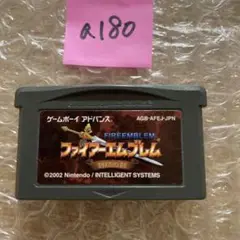 a180
ゲームボーイ アドバンス
AGB-AFEJ-JPN
FIREEMBLEM
ファイアーエムブレム
©2002 Nintendo / INTELLIGENT SYSTEMS